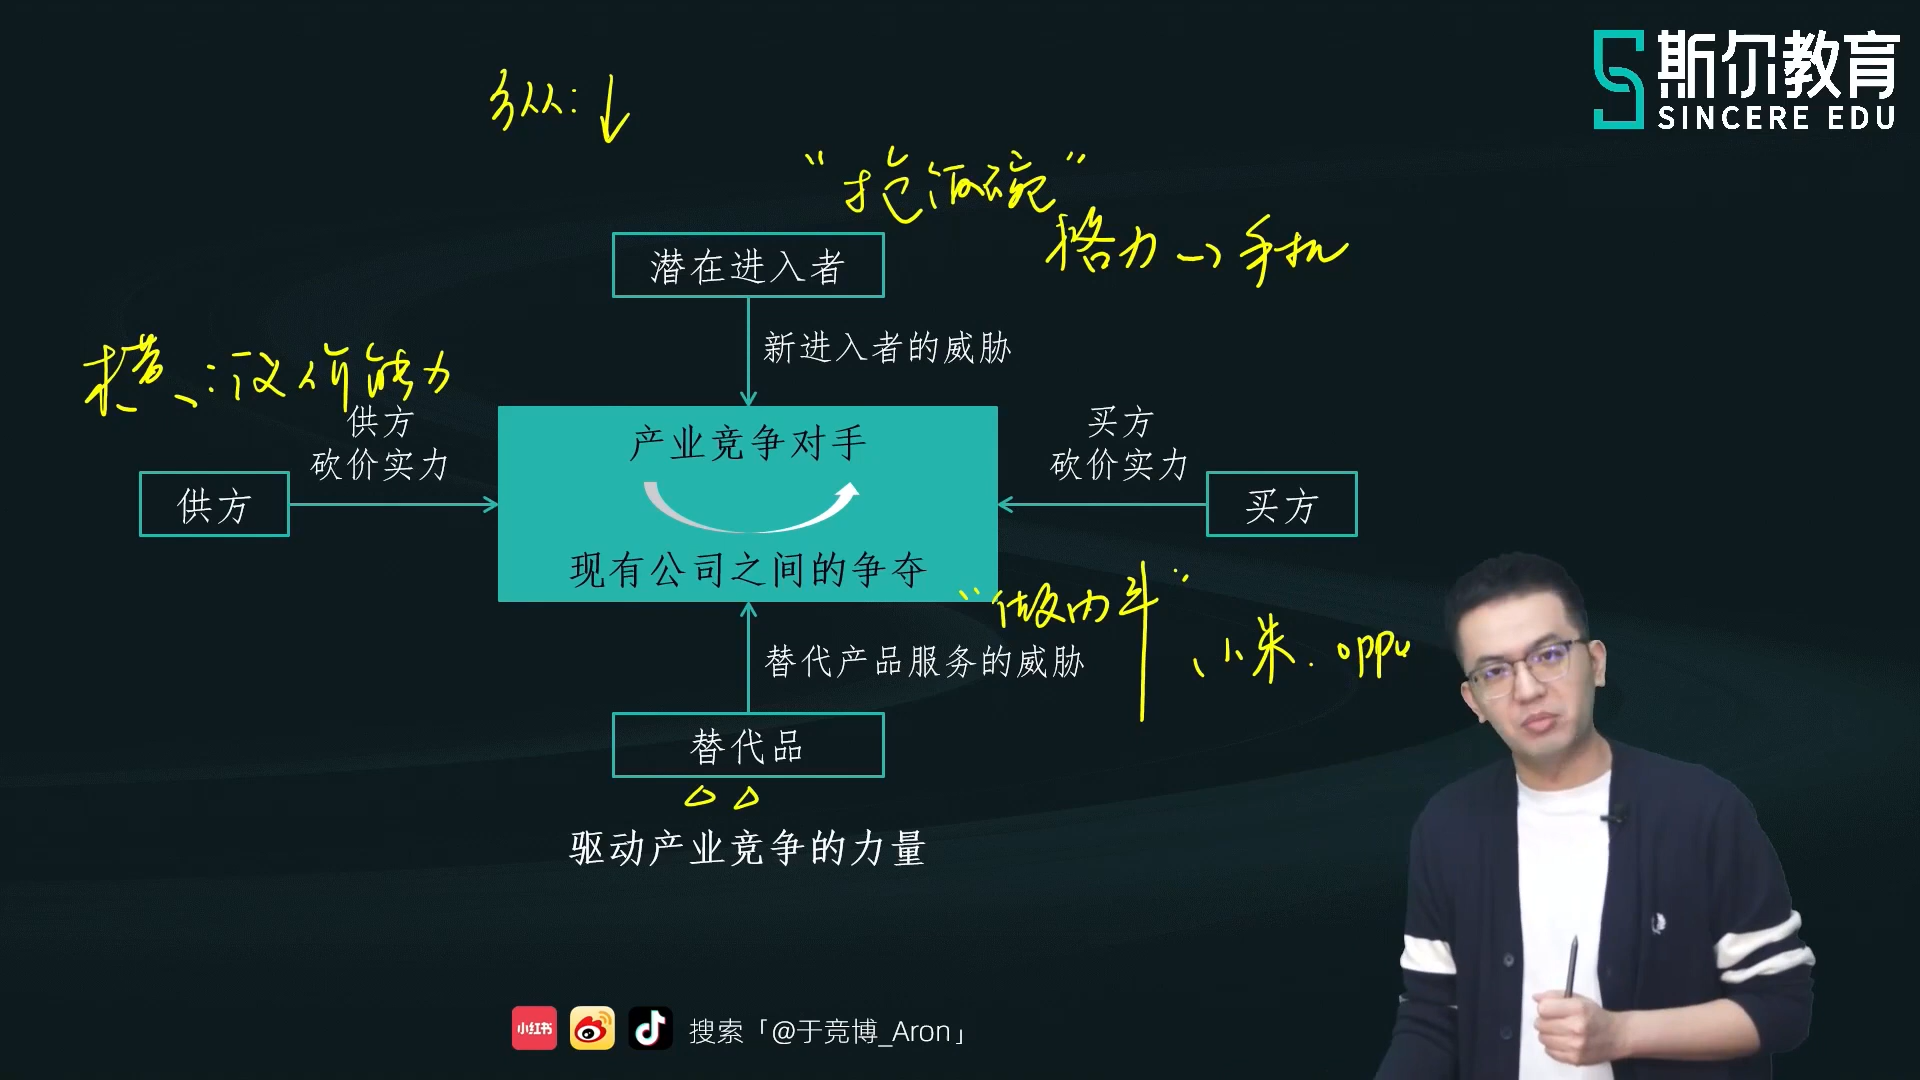 斯尔教育
SINCERE EDU
纵:↓
"抢饭碗"
格力→手机
潜在进入者
新进入者的威胁
横:议价能力
供方
砍价实力
买方
砍价实力
供方
产业竞争对手
现有公司之间的争夺
买方
"做内斗"
小米.oppo
替代产品服务的威胁
替代品
△△
驱动产业竞争的力量
小红书
搜索「@于竞博_Aron」